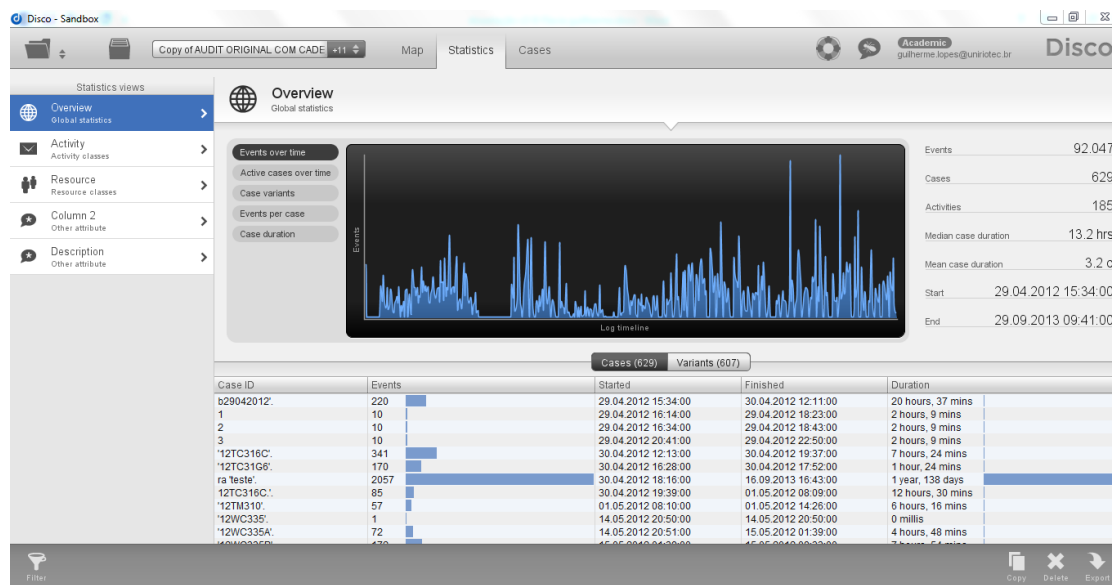 Disco - Sandbox
Copy of AUDIT ORIGINAL COM CADE +11
Map Statistics Cases
Academic
guilherme.lopes@uniriotec.br
Disco
Statistics views
Overview
Global statistics
Activity
Activity classes
Resource
Resource classes
Column 2
Other attribute
Description
Other attribute
Overview
Global statistics
Events over time
Active cases over time
Case variants
Events per case
Case duration
Events
Log timeline
Events 92.047
Cases 629
Activities 185
Median case duration 13.2 hrs
Mean case duration 3.2
Start 29.04.2012 15:34:00
End 29.09.2013 09:41:00
Cases (629) Variants (607)
Case ID Events Started Finished Duration
b29042012'. 220 29.04.2012 15:34:00 30.04.2012 12:11:00 20 hours, 37 mins
1 10 29.04.2012 16:14:00 29.04.2012 18:23:00 2 hours, 9 mins
2 10 29.04.2012 16:34:00 29.04.2012 18:43:00 2 hours, 9 mins
3 10 29.04.2012 20:41:00 29.04.2012 22:50:00 2 hours, 9 mins
'12TC316C'. 341 30.04.2012 12:13:00 30.04.2012 19:37:00 7 hours, 24 mins
'12TC31G6'. 170 30.04.2012 16:28:00 30.04.2012 17:52:00 1 hour, 24 mins
ra 'teste'. 2057 30.04.2012 18:16:00 16.09.2013 16:43:00 1 year, 138 days
12TC316C.'. 85 30.04.2012 19:39:00 01.05.2012 08:09:00 12 hours, 30 mins
'12TM310'. 57 01.05.2012 08:10:00 01.05.2012 14:26:00 6 hours, 16 mins
'12WC335'. 1 14.05.2012 20:50:00 14.05.2012 20:50:00 0 millis
'12WC335A'. 72 14.05.2012 20:51:00 15.05.2012 01:39:00 4 hours, 48 mins
Filter
Copy Delete Export